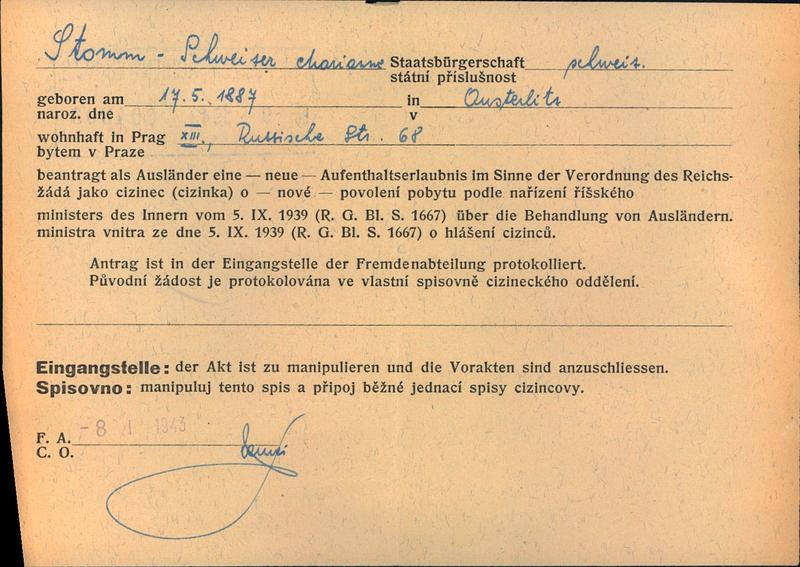 Stomm - Schweiser Marianne Staatsbürgerschaft schweiz.
státní příslušnost
geboren am 17. 5. 1887 in Austerlitz
naroz. dne v
wohnhaft in Prag XIII., Russische Str. 68
bytem v Praze
beantragt als Ausländer eine — neue — Aufenthaltserlaubnis im Sinne der Verordnung des Reichs-
žádá jako cizinec (cizinka) o — nové — povolení pobytu podle nařízení říšského
ministers des Innern vom 5. IX. 1939 (R. G. Bl. S. 1667) über die Behandlung von Ausländern.
ministra vnitra ze dne 5. IX. 1939 (R. G. Bl. S. 1667) o hlášení cizinců.
Antrag ist in der Eingangstelle der Fremdenabteilung protokolliert.
Původní žádost je protokolována ve vlastní spisovně cizineckého oddělení.
Eingangstelle: der Akt ist zu manipulieren und die Vorakten sind anzuschliessen.
Spisovno: manipuluj tento spis a připoj běžné jednací spisy cizincovy.
F. A. -8 I 1943
C. O.